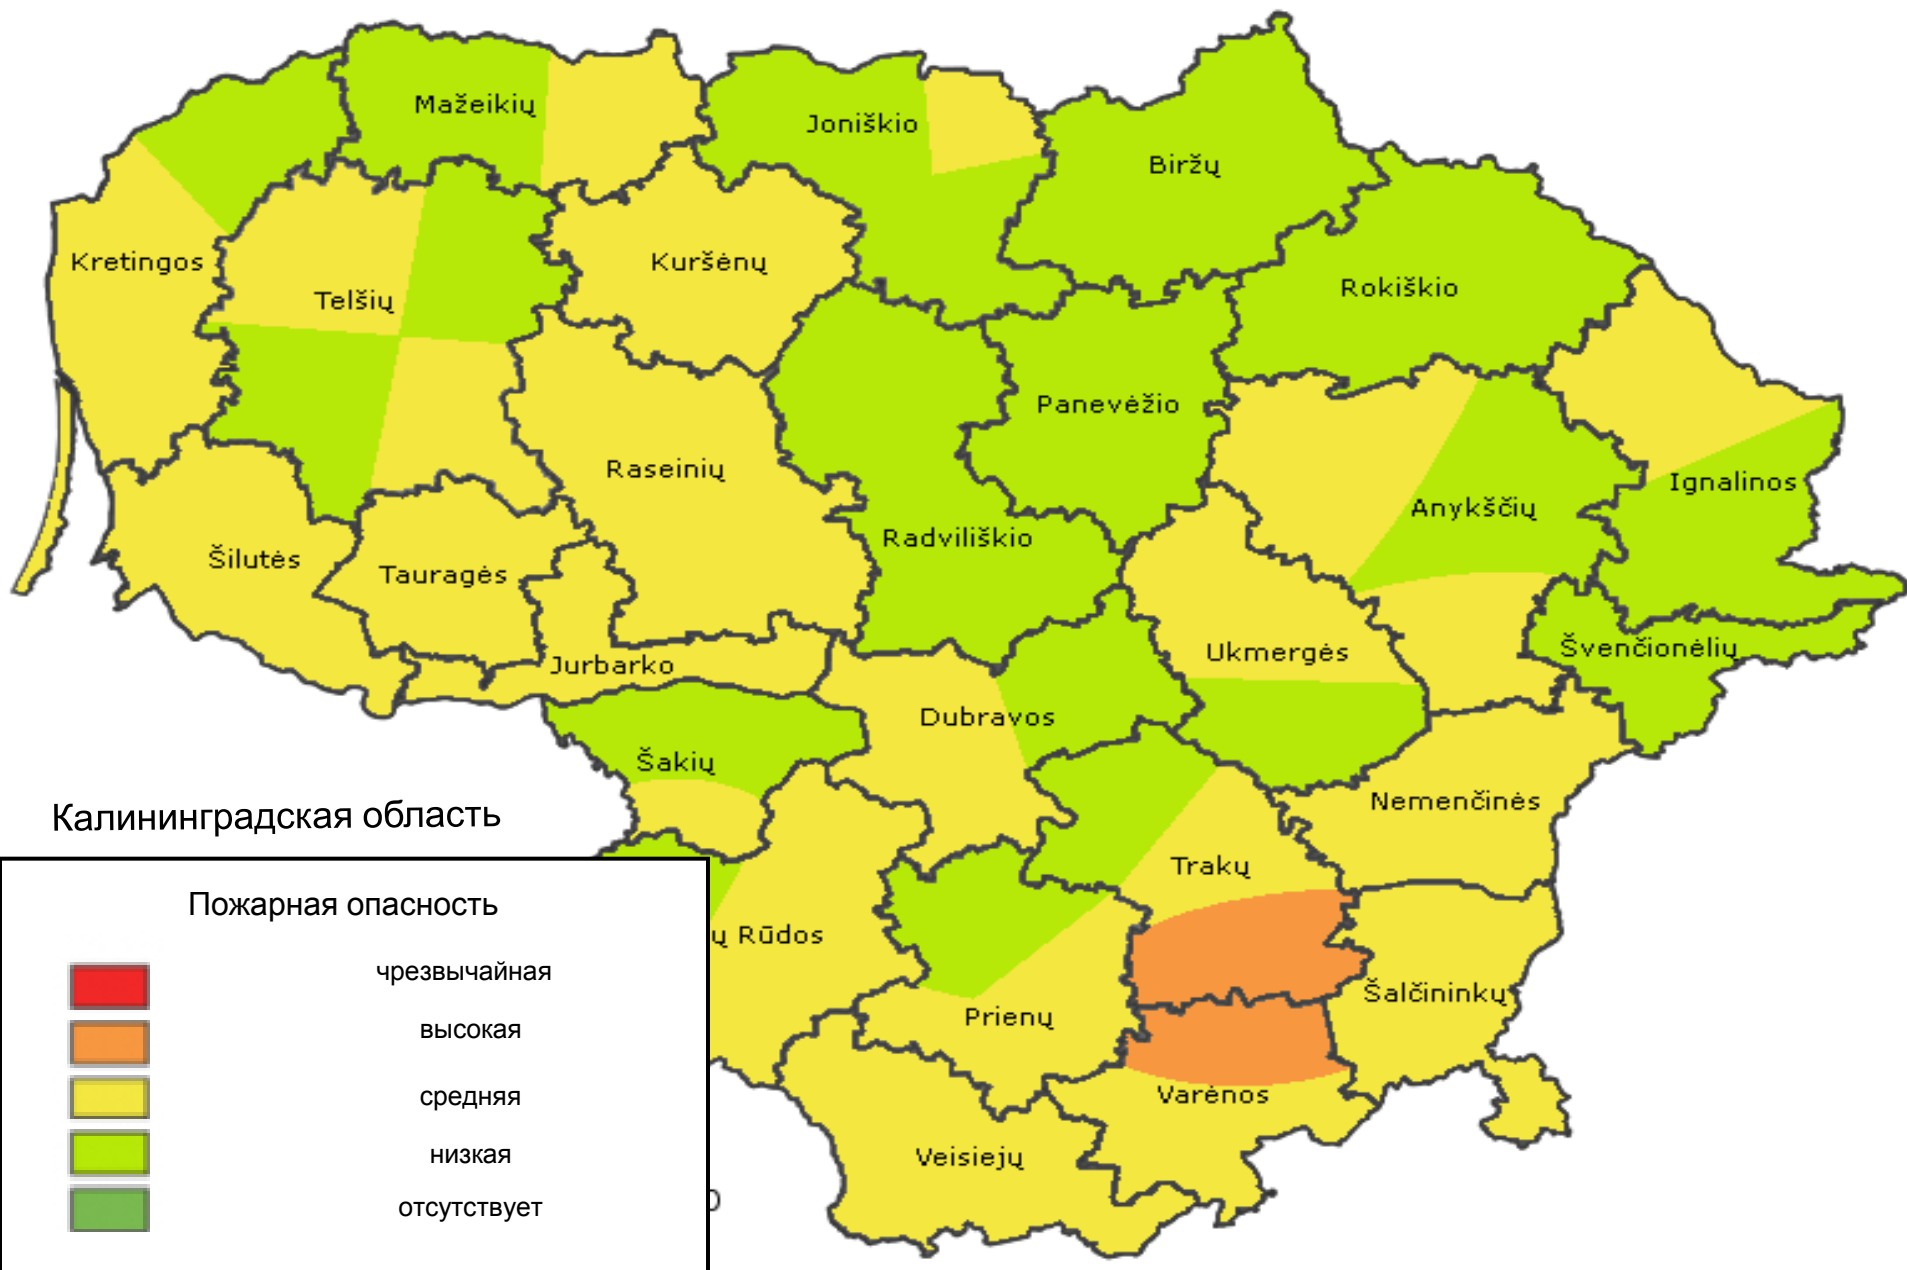 Mažeikių
Joniškio
Biržų
Kretingos
Telšių
Kuršėnų
Rokiškio
Panevėžio
Raseinių
Ignalinos
Anykščių
Radviliškio
Šilutės
Tauragės
Ukmergės
Švenčionėlių
Jurbarko
Dubravos
Šakių
Nemenčinės
Калининградская область
Trakų
Пожарная опасность
ų Rūdos
чрезвычайная
Šalčininkų
Prienų
высокая
средняя
Varėnos
низкая
Veisiejų
отсутствует